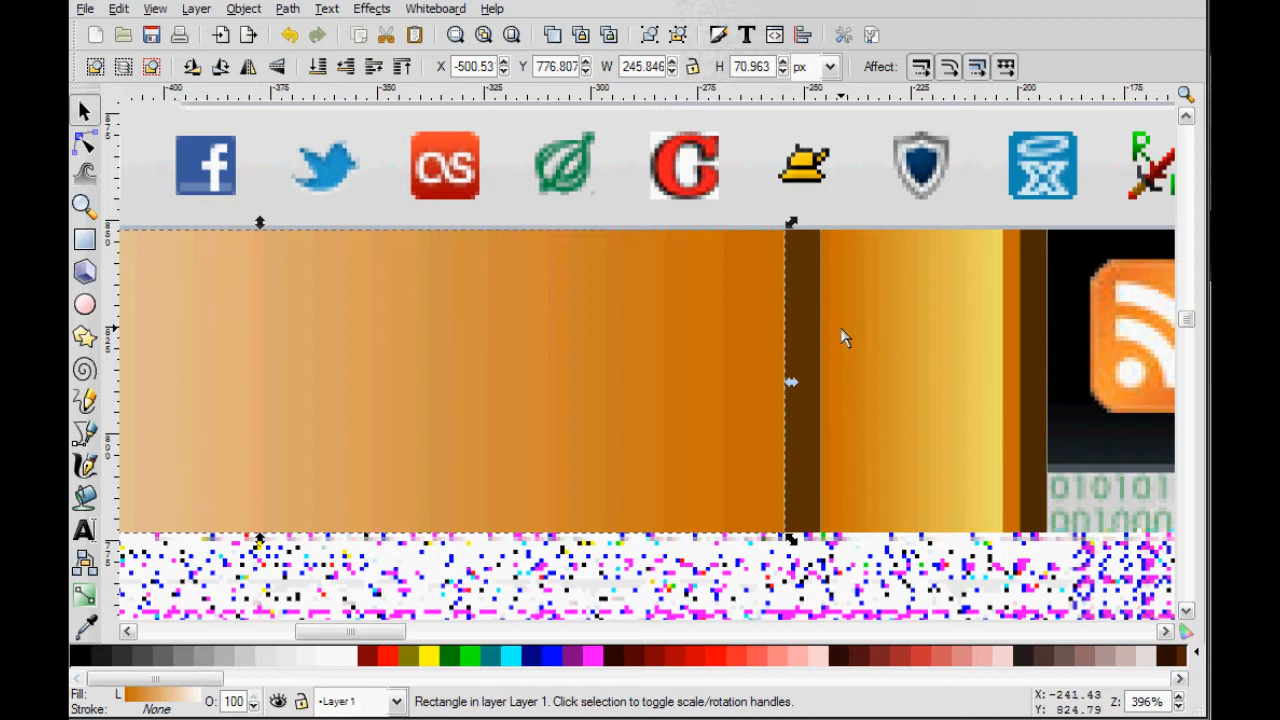 File Edit View Layer Object Path Text Effects Whiteboard Help
X -500.53 Y 776.807 W 245.846 H 70.963 px Affect:
-400 -375 -350 -325 -300 -275 -250 -225 -200 -175
f
C
R
010101
001000
A
Fill: L O: 100 •Layer 1 Rectangle in layer Layer 1. Click selection to toggle scale/rotation handles. X: -241.43 Z: 396%
Stroke: None Y: 824.79